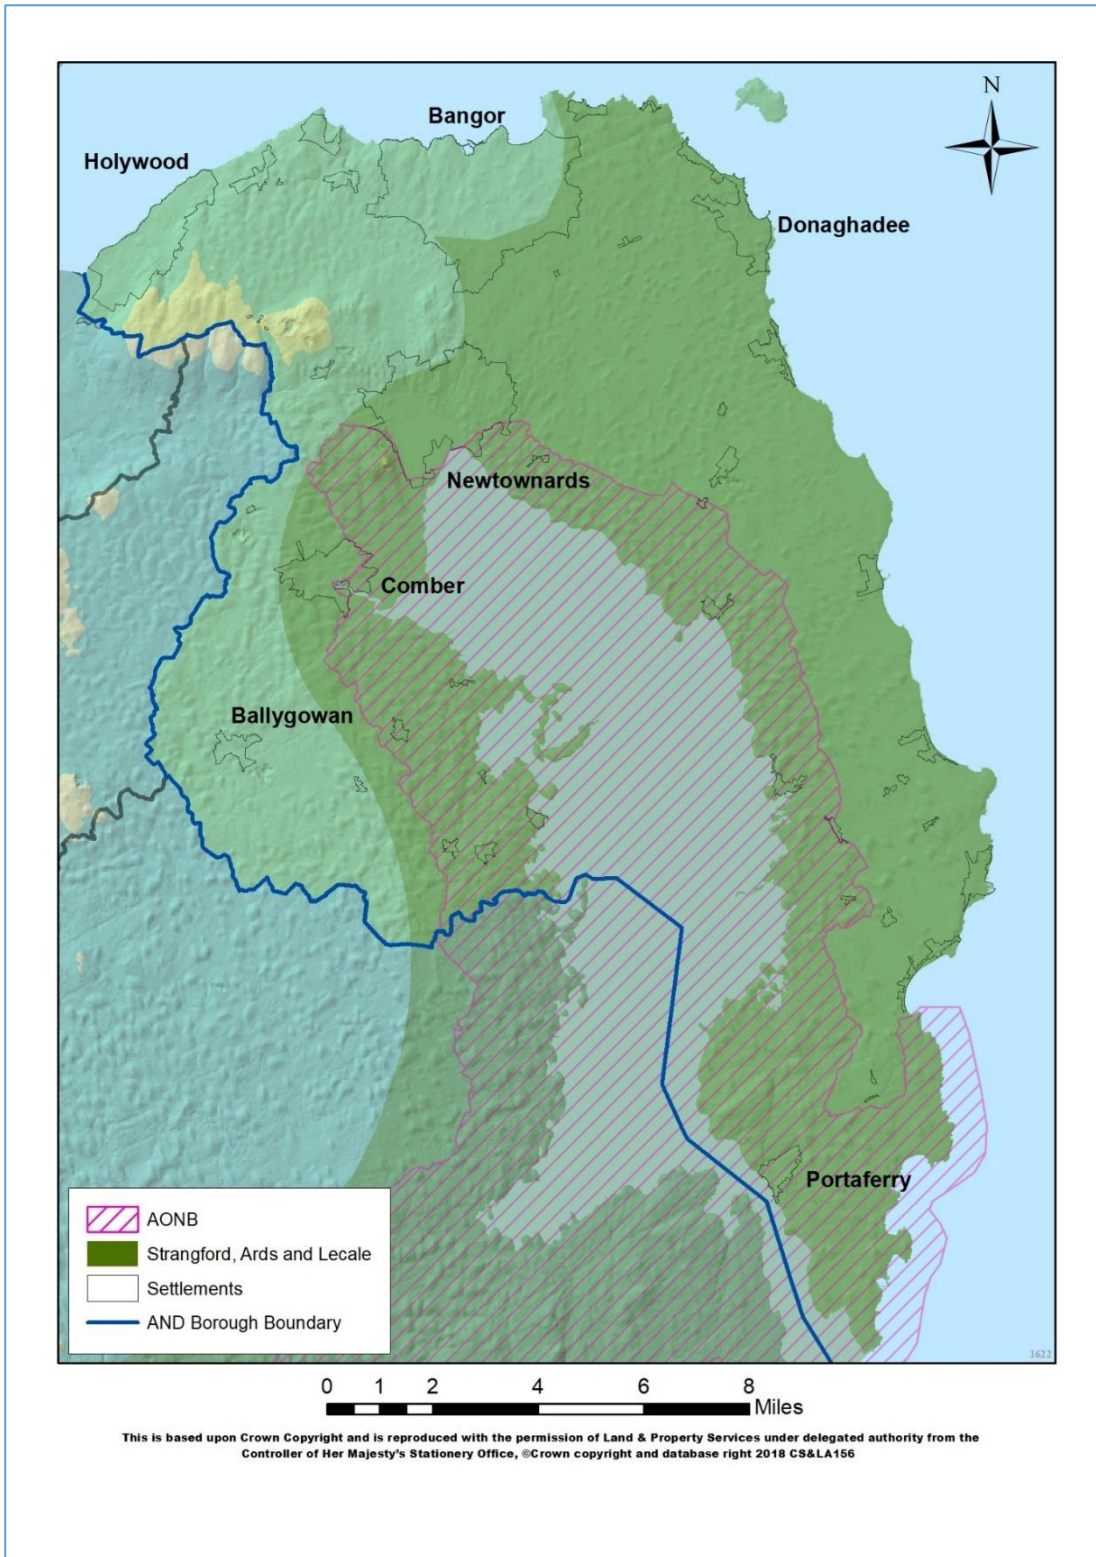 N
Bangor
Holywood
Donaghadee
Newtownards
Comber
Ballygowan
Portaferry
AONB
Strangford, Ards and Lecale
Settlements
AND Borough Boundary
1622
0 1 2 4 6 8
Miles
This is based upon Crown Copyright and is reproduced with the permission of Land & Property Services under delegated authority from the
Controller of Her Majesty's Stationery Office, ©Crown copyright and database right 2018 CS&LA156